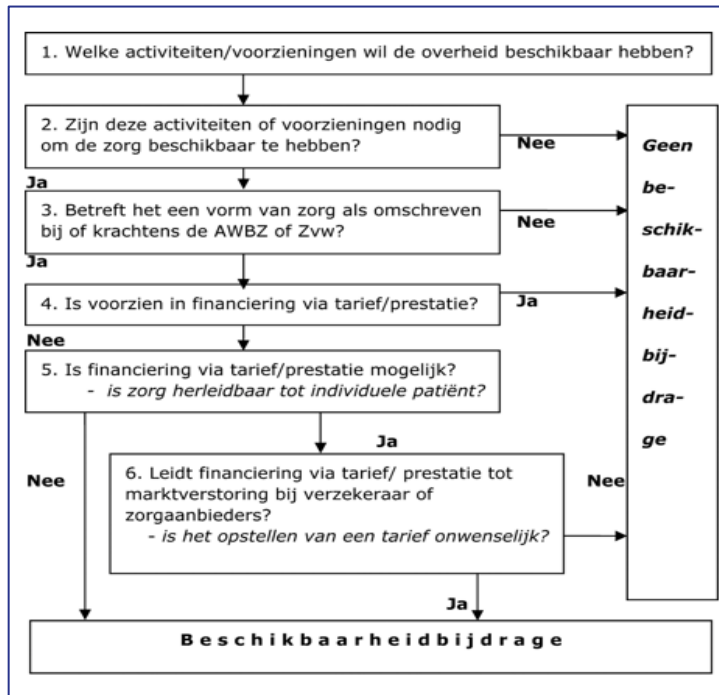 1. Welke activiteiten/voorzieningen wil de overheid beschikbaar hebben?
2. Zijn deze activiteiten of voorzieningen nodig
om de zorg beschikbaar te hebben?
Nee
Ja
3. Betreft het een vorm van zorg als omschreven
bij of krachtens de AWBZ of Zvw?
Nee
Ja
4. Is voorzien in financiering via tarief/prestatie?
Ja
Nee
5. Is financiering via tarief/prestatie mogelijk?
- is zorg herleidbaar tot individuele patiënt?
Ja
Nee
6. Leidt financiering via tarief/ prestatie tot
marktverstoring bij verzekeraar of
zorgaanbieders?
- is het opstellen van een tarief onwenselijk?
Nee
Ja
Geen
be-
schik-
baar-
heid-
bij-
dra-
ge
Beschikbaarheidbijdrage